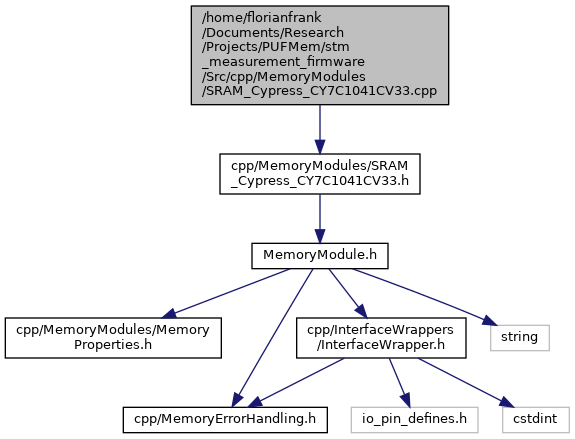 /home/florianfrank
/Documents/Research
/Projects/PUFMem/stm
_measurement_firmware
/Src/cpp/MemoryModules
/SRAM_Cypress_CY7C1041CV33.cpp
cpp/MemoryModules/SRAM
_Cypress_CY7C1041CV33.h
MemoryModule.h
cpp/MemoryModules/Memory
Properties.h
cpp/InterfaceWrappers
/InterfaceWrapper.h
string
cpp/MemoryErrorHandling.h
io_pin_defines.h
cstdint